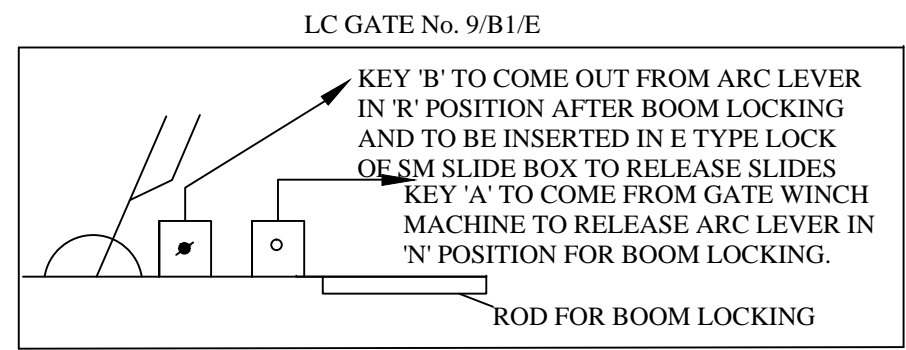 LC GATE No. 9/B1/E
KEY 'B' TO COME OUT FROM ARC LEVER
IN 'R' POSITION AFTER BOOM LOCKING
AND TO BE INSERTED IN E TYPE LOCK
OF SM SLIDE BOX TO RELEASE SLIDES
KEY 'A' TO COME FROM GATE WINCH
MACHINE TO RELEASE ARC LEVER IN
'N' POSITION FOR BOOM LOCKING.
ROD FOR BOOM LOCKING